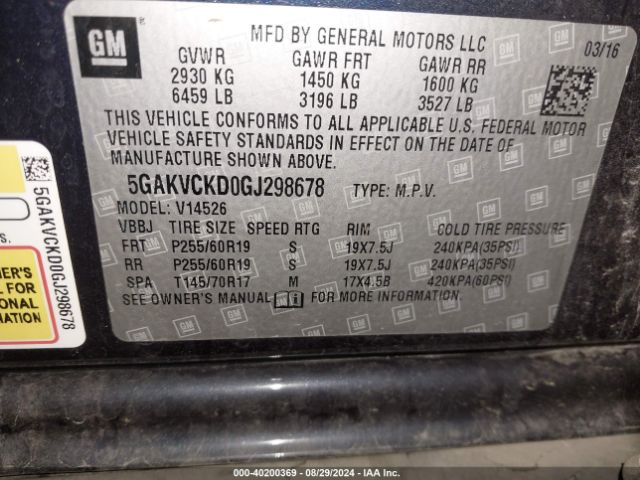 GM
MFD BY GENERAL MOTORS LLC
03/16
GVWR GAWR FRT GAWR RR
2930 KG 1450 KG 1600 KG
6459 LB 3196 LB 3527 LB
THIS VEHICLE CONFORMS TO ALL APPLICABLE U.S. FEDERAL MOTOR
VEHICLE SAFETY STANDARDS IN EFFECT ON THE DATE OF
MANUFACTURE SHOWN ABOVE.
5GAKVCKD0GJ298678 TYPE: M.P.V.
MODEL: V14526
VBBJ TIRE SIZE SPEED RTG RIM COLD TIRE PRESSURE
FRT P255/60R19 S 19X7.5J 240KPA(35PSI)
RR P255/60R19 S 19X7.5J 240KPA(35PSI)
SPA T145/70R17 M 17X4.5B 420KPA(60PSI)
SEE OWNER'S MANUAL i FOR MORE INFORMATION.
5GAKVCKD0GJ298678
S.
NER'S
L FOR
ONAL
MATION
000-40200369 • 08/29/2024 • IAA Inc.